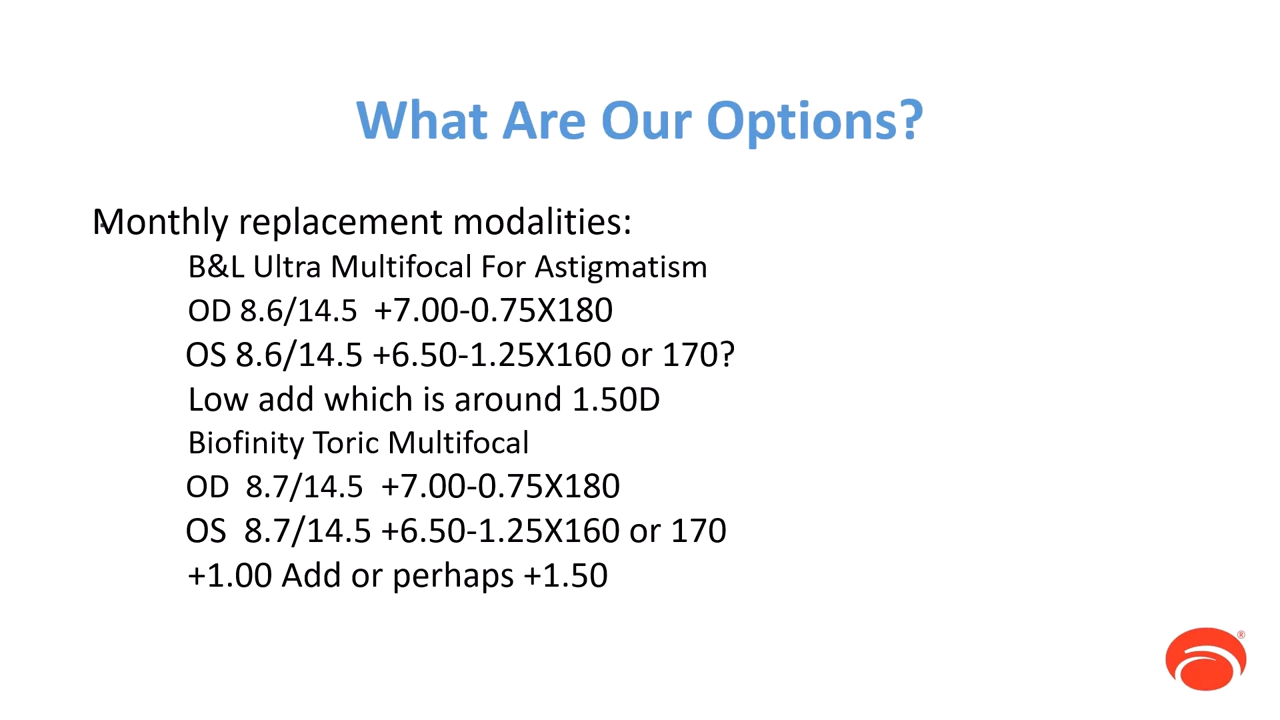 What Are Our Options?
Monthly replacement modalities:
B&L Ultra Multifocal For Astigmatism
OD 8.6/14.5 +7.00-0.75X180
OS 8.6/14.5 +6.50-1.25X160 or 170?
Low add which is around 1.50D
Biofinity Toric Multifocal
OD 8.7/14.5 +7.00-0.75X180
OS 8.7/14.5 +6.50-1.25X160 or 170
+1.00 Add or perhaps +1.50
®